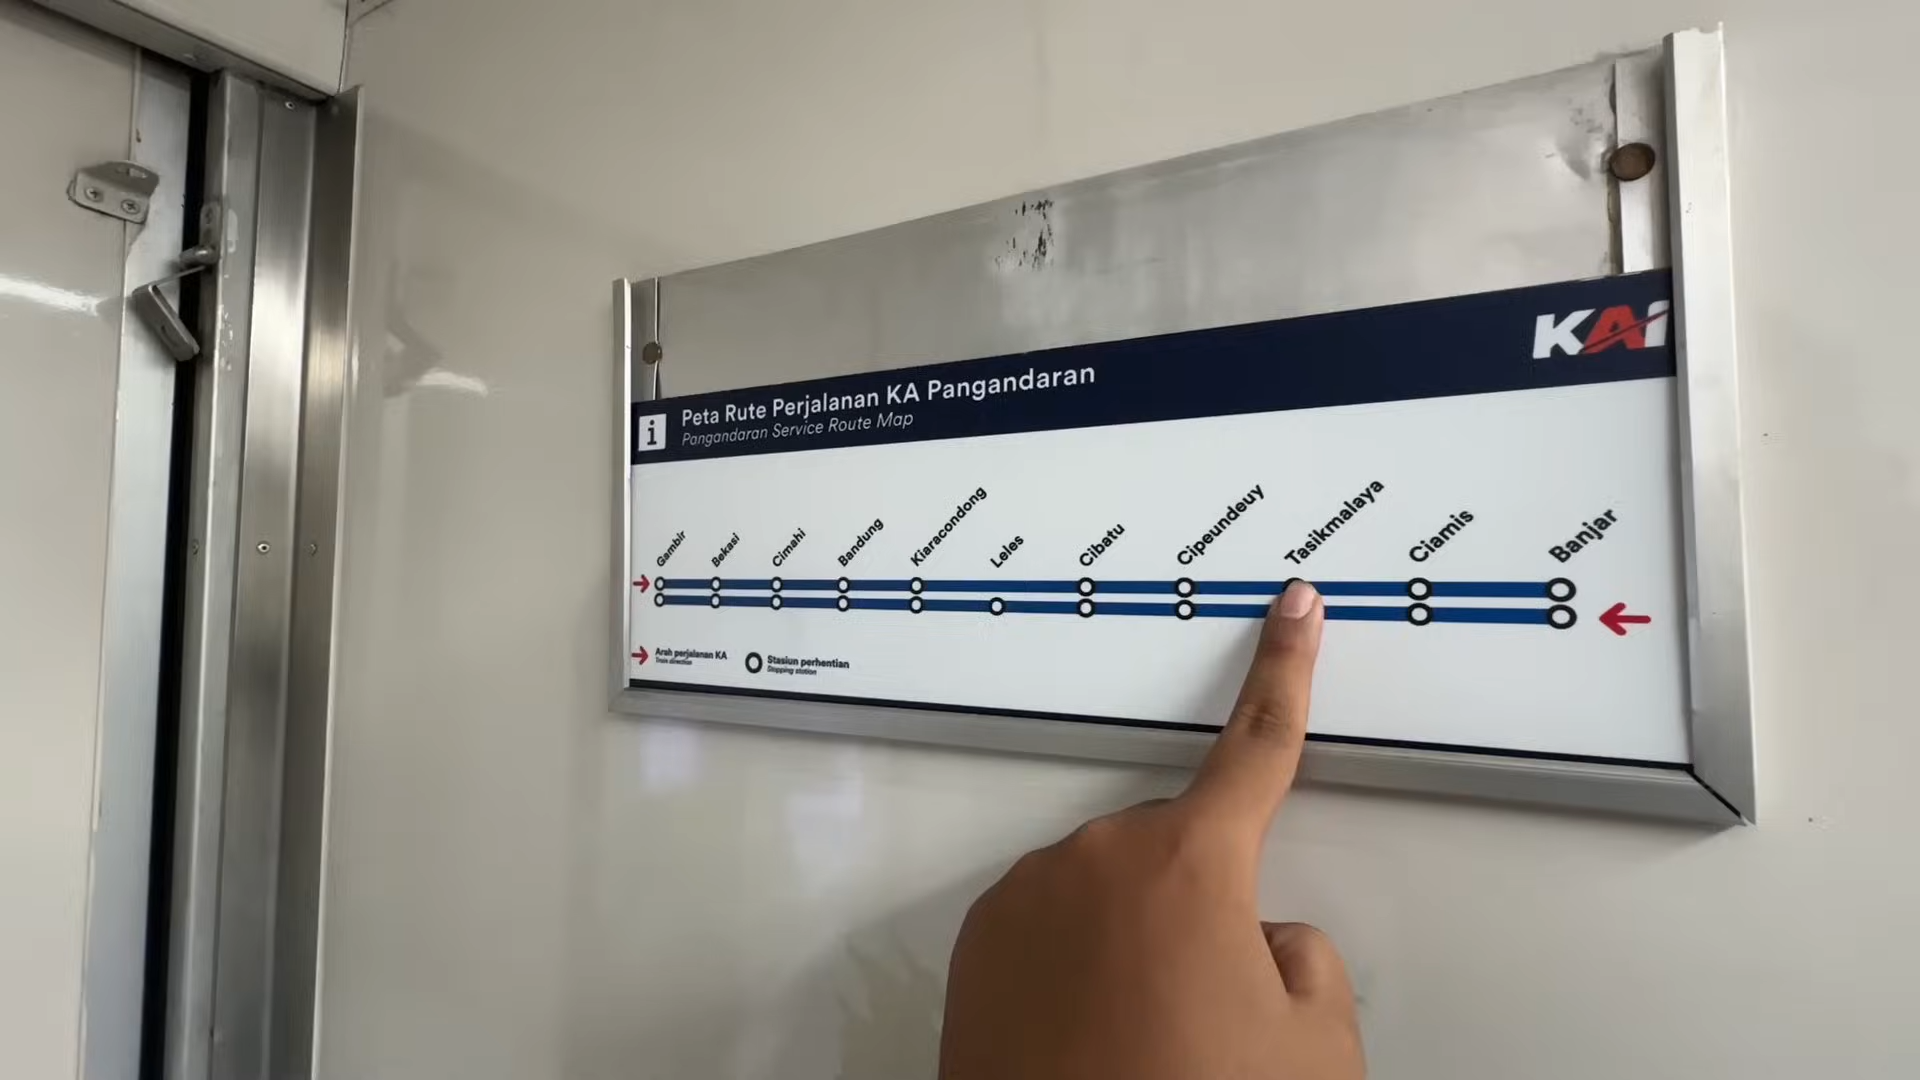 KAI
i
Peta Rute Perjalanan KA Pangandaran
Pangandaran Service Route Map
Gambir
Bekasi
Cimahi
Bandung
Kiaracondong
Leles
Cibatu
Cipeundeuy
Tasikmalaya
Ciamis
Banjar
Arah perjalanan KA
Train direction
Stasiun perhentian
Stopping station